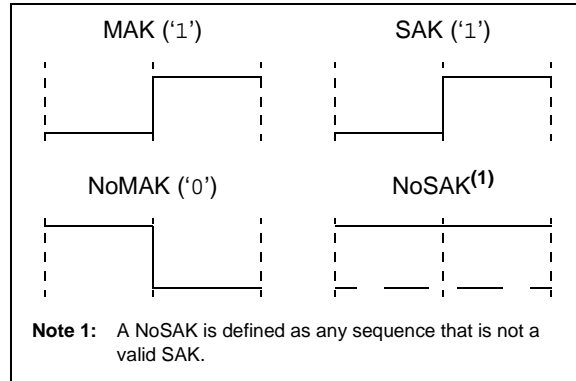 MAK (‘1’) SAK (‘1’)
NoMAK (‘0’) NoSAK(1)
Note 1: A NoSAK is defined as any sequence that is not a
valid SAK.